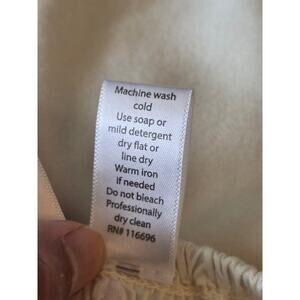 Machine wash
cold
Use soap or
mild detergent
dry flat or
line dry
Warm iron
if needed
Do not bleach
Professionally
dry clean
RN# 116696